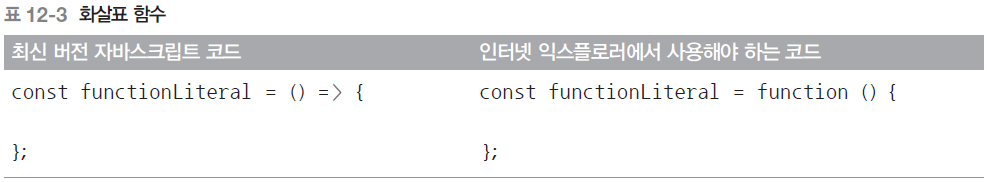 표 12-3 화살표 함수
최신 버전 자바스크립트 코드 인터넷 익스플로러에서 사용해야 하는 코드
const functionLiteral = () => { const functionLiteral = function () {
}; };